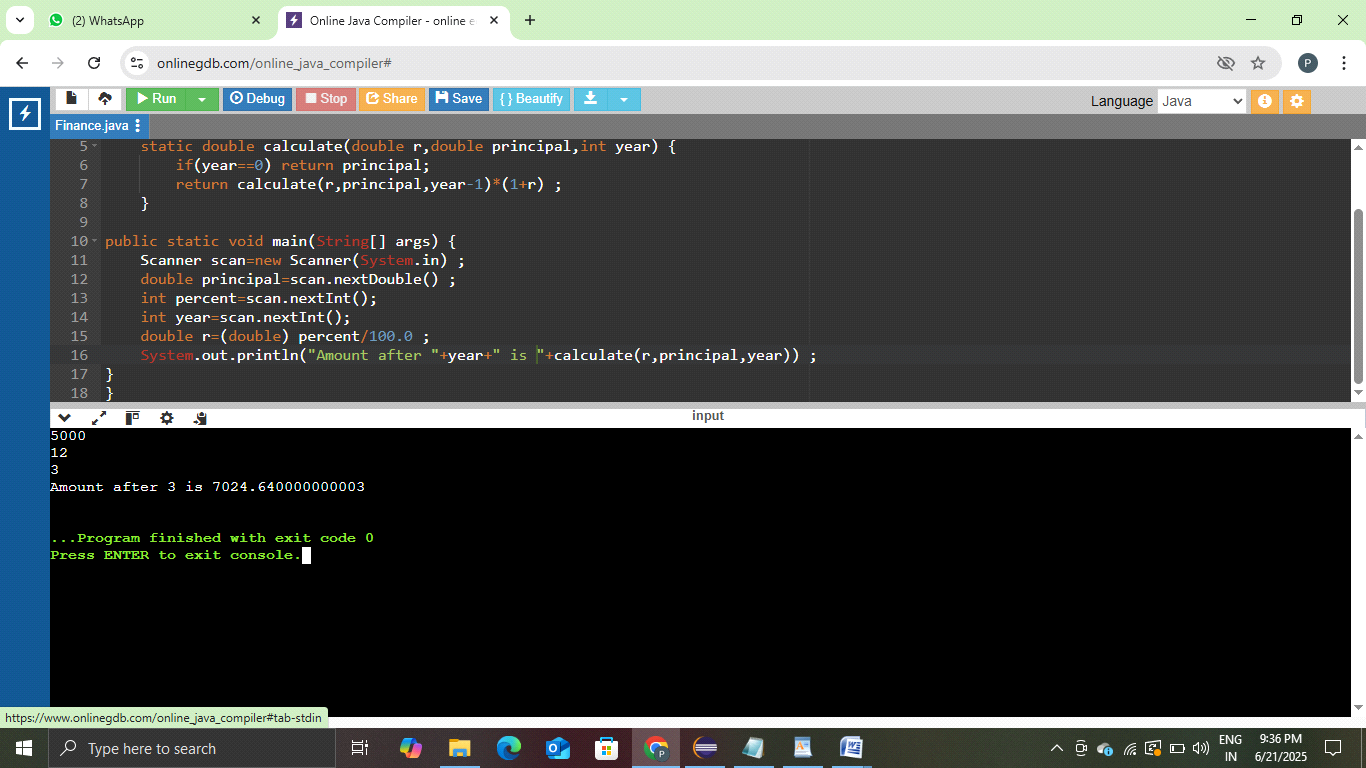 (2) WhatsApp
Online Java Compiler - online e
onlinegdb.com/online_java_compiler#
P
Run Debug Stop Share Save { } Beautify Language Java
Finance.java
5 static double calculate(double r,double principal,int year) {
6 if(year==0) return principal;
7 return calculate(r,principal,year-1)*(1+r) ;
8 }
9
10 public static void main(String[] args) {
11 Scanner scan=new Scanner(System.in) ;
12 double principal=scan.nextDouble() ;
13 int percent=scan.nextInt();
14 int year=scan.nextInt();
15 double r=(double) percent/100.0 ;
16 System.out.println("Amount after "+year+" is "+calculate(r,principal,year)) ;
17 }
18 }
input
5000
12
3
Amount after 3 is 7024.640000000003
...Program finished with exit code 0
Press ENTER to exit console.
https://www.onlinegdb.com/online_java_compiler#tab-stdin
Type here to search
ENG
IN
9:36 PM
6/21/2025